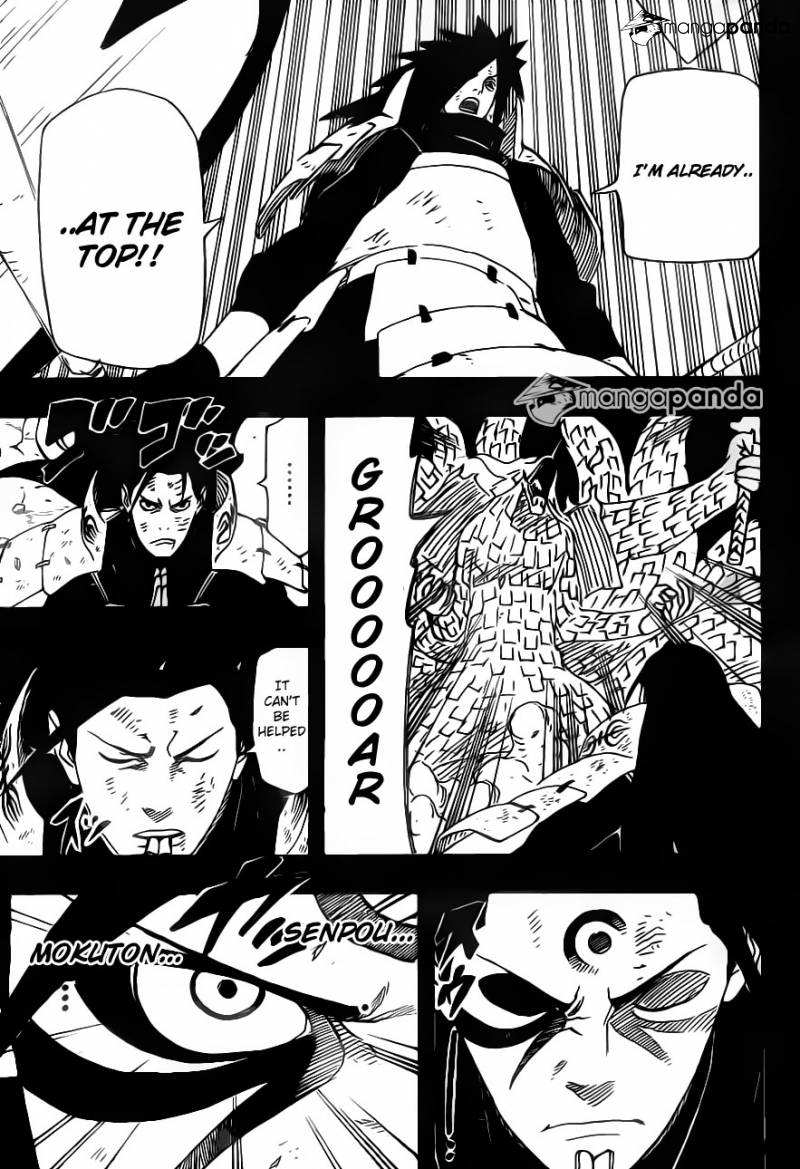 mangapanda
I'M ALREADY..
..AT THE
TOP!!
mangapanda
GROOOOOOAR
ゴゴッ
.....
IT
CAN'T
BE
HELPED
..
SENPOU...
MOKUTON...